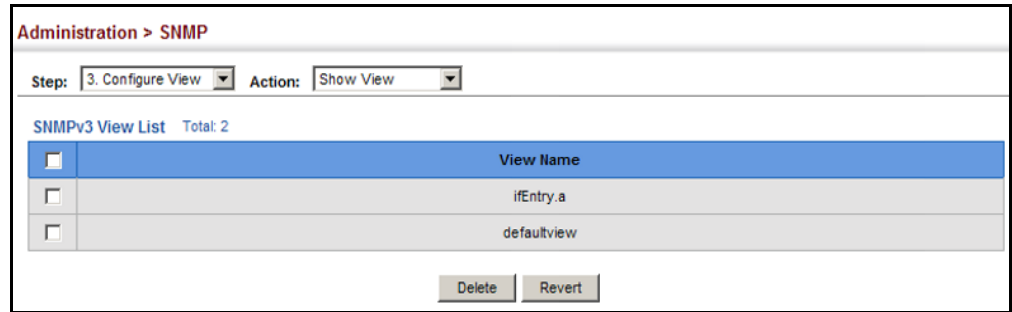 Administration > SNMP
Step: 3. Configure View Action: Show View
SNMPv3 View List Total: 2
View Name
ifEntry.a
defaultview
Delete Revert